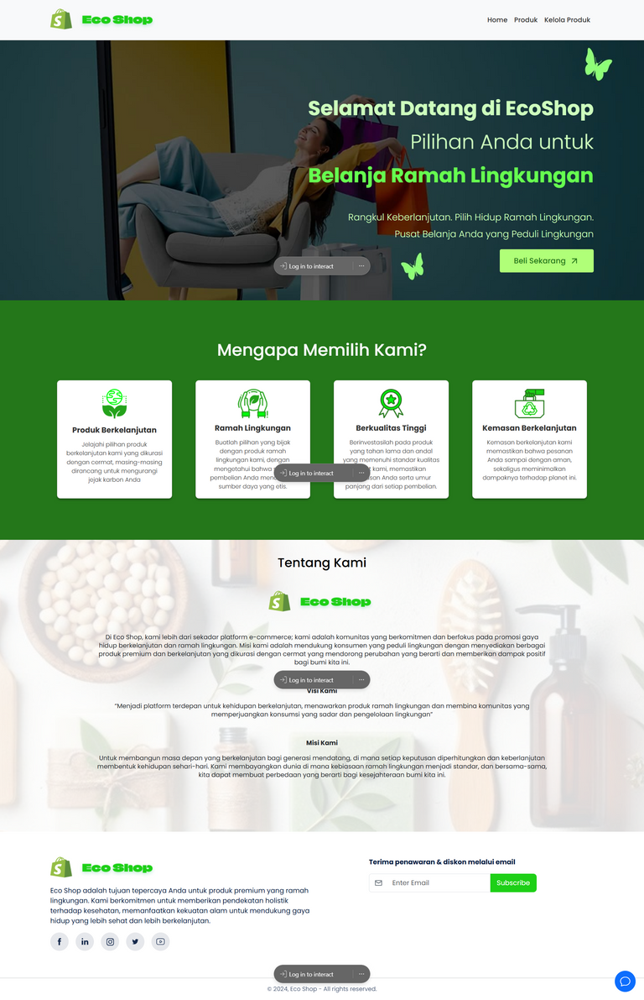 Eco Shop
Home Produk Kelola Produk
Selamat Datang di EcoShop
Pilihan Anda untuk
Belanja Ramah Lingkungan
Rangkul Keberlanjutan. Pilih Hidup Ramah Lingkungan.
Pusat Belanja Anda yang Peduli Lingkungan
Beli Sekarang
Log in to interact
Mengapa Memilih Kami?
Produk Berkelanjutan
Jelajahi pilihan produk
berkelanjutan kami yang dikurasi
dengan cermat, masing-masing
dirancang untuk mengurangi
jejak karbon Anda
Ramah Lingkungan
Buatlah pilihan yang bijak
dengan produk ramah
lingkungan kami, dengan
mengetahui bahwa
pembelian Anda
sumber daya yang etis.
Berkualitas Tinggi
Berinvestasilah pada produk
yang tahan lama dan andal
yang memenuhi standar kualitas
kami, memastikan
Anda serta umur
panjang dari setiap pembelian.
Kemasan Berkelanjutan
Kemasan berkelanjutan kami
memastikan bahwa pesanan
Anda sampai dengan aman,
sekaligus meminimalkan
dampaknya terhadap planet ini.
Log in to interact
Tentang Kami
Eco Shop
Di Eco Shop, kami lebih dari sekadar platform e-commerce; kami adalah komunitas yang berkomitmen dan berfokus pada promosi gaya
hidup berkelanjutan dan ramah lingkungan. Misi kami adalah mendukung konsumen yang peduli lingkungan dengan menyediakan berbagai
produk premium dan berkelanjutan yang dikurasi dengan cermat yang mendorong perubahan yang berarti dan memberikan dampak positif
bagi bumi kita ini.
Log in to interact
Visi Kami
“Menjadi platform terdepan untuk kehidupan berkelanjutan, menawarkan produk ramah lingkungan dan membina komunitas yang
memperjuangkan konsumsi yang sadar dan pengelolaan lingkungan”
Misi Kami
Untuk membangun masa depan yang berkelanjutan bagi generasi mendatang, di mana setiap keputusan diperhitungkan dan keberlanjutan
membentuk kehidupan sehari-hari. Kami membayangkan dunia di mana kebiasaan ramah lingkungan menjadi standar, dan bersama-sama,
kita dapat membuat perbedaan yang berarti bagi kesejahteraan bumi kita ini.
Eco Shop
Eco Shop adalah tujuan tepercaya Anda untuk produk premium yang ramah
lingkungan. Kami berkomitmen untuk memberikan pendekatan holistik
terhadap kesehatan, memanfaatkan kekuatan alam untuk mendukung gaya
hidup yang lebih sehat dan lebih berkelanjutan.
Terima penawaran & diskon melalui email
Enter Email Subscribe
Log in to interact
© 2024, Eco Shop - All rights reserved.